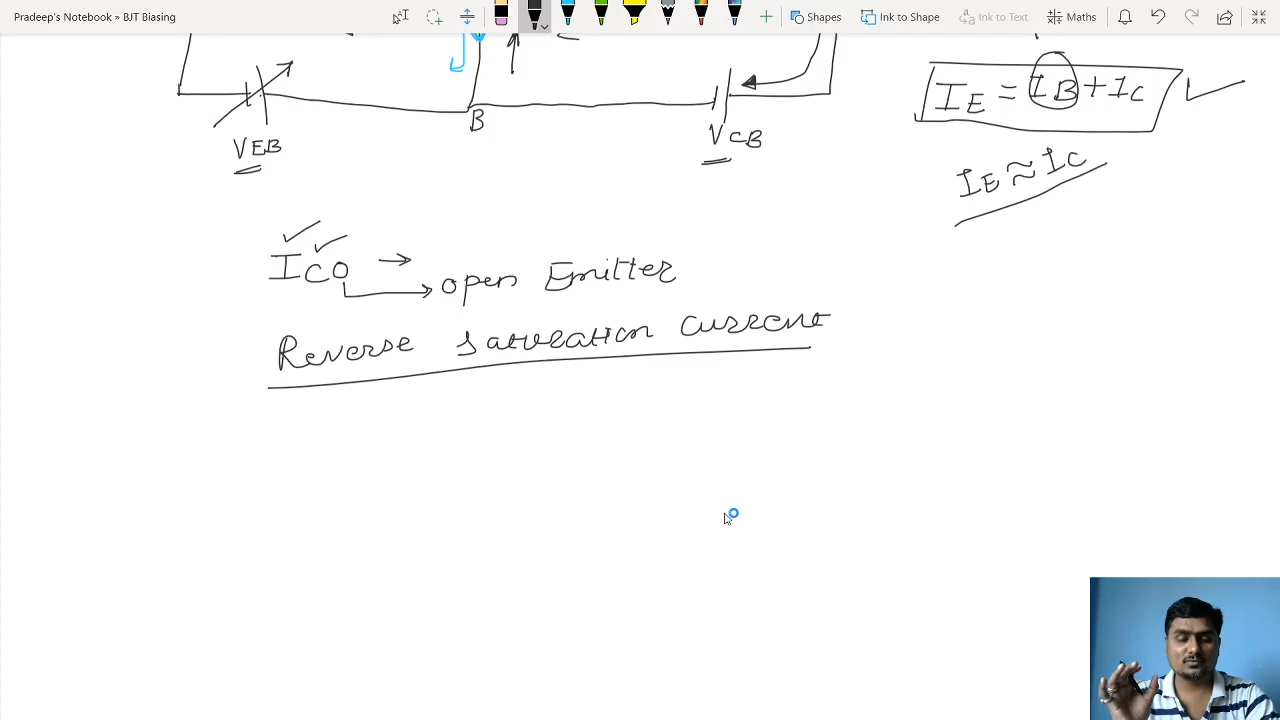 Pradeep's Notebook » BJT Biasing
Shapes
Ink to Shape
Ink to Text
Maths
IE = IB + IC
B
VEB
VCB
IE ≈ IC
ICO →
open Emitter
Reverse saturation current